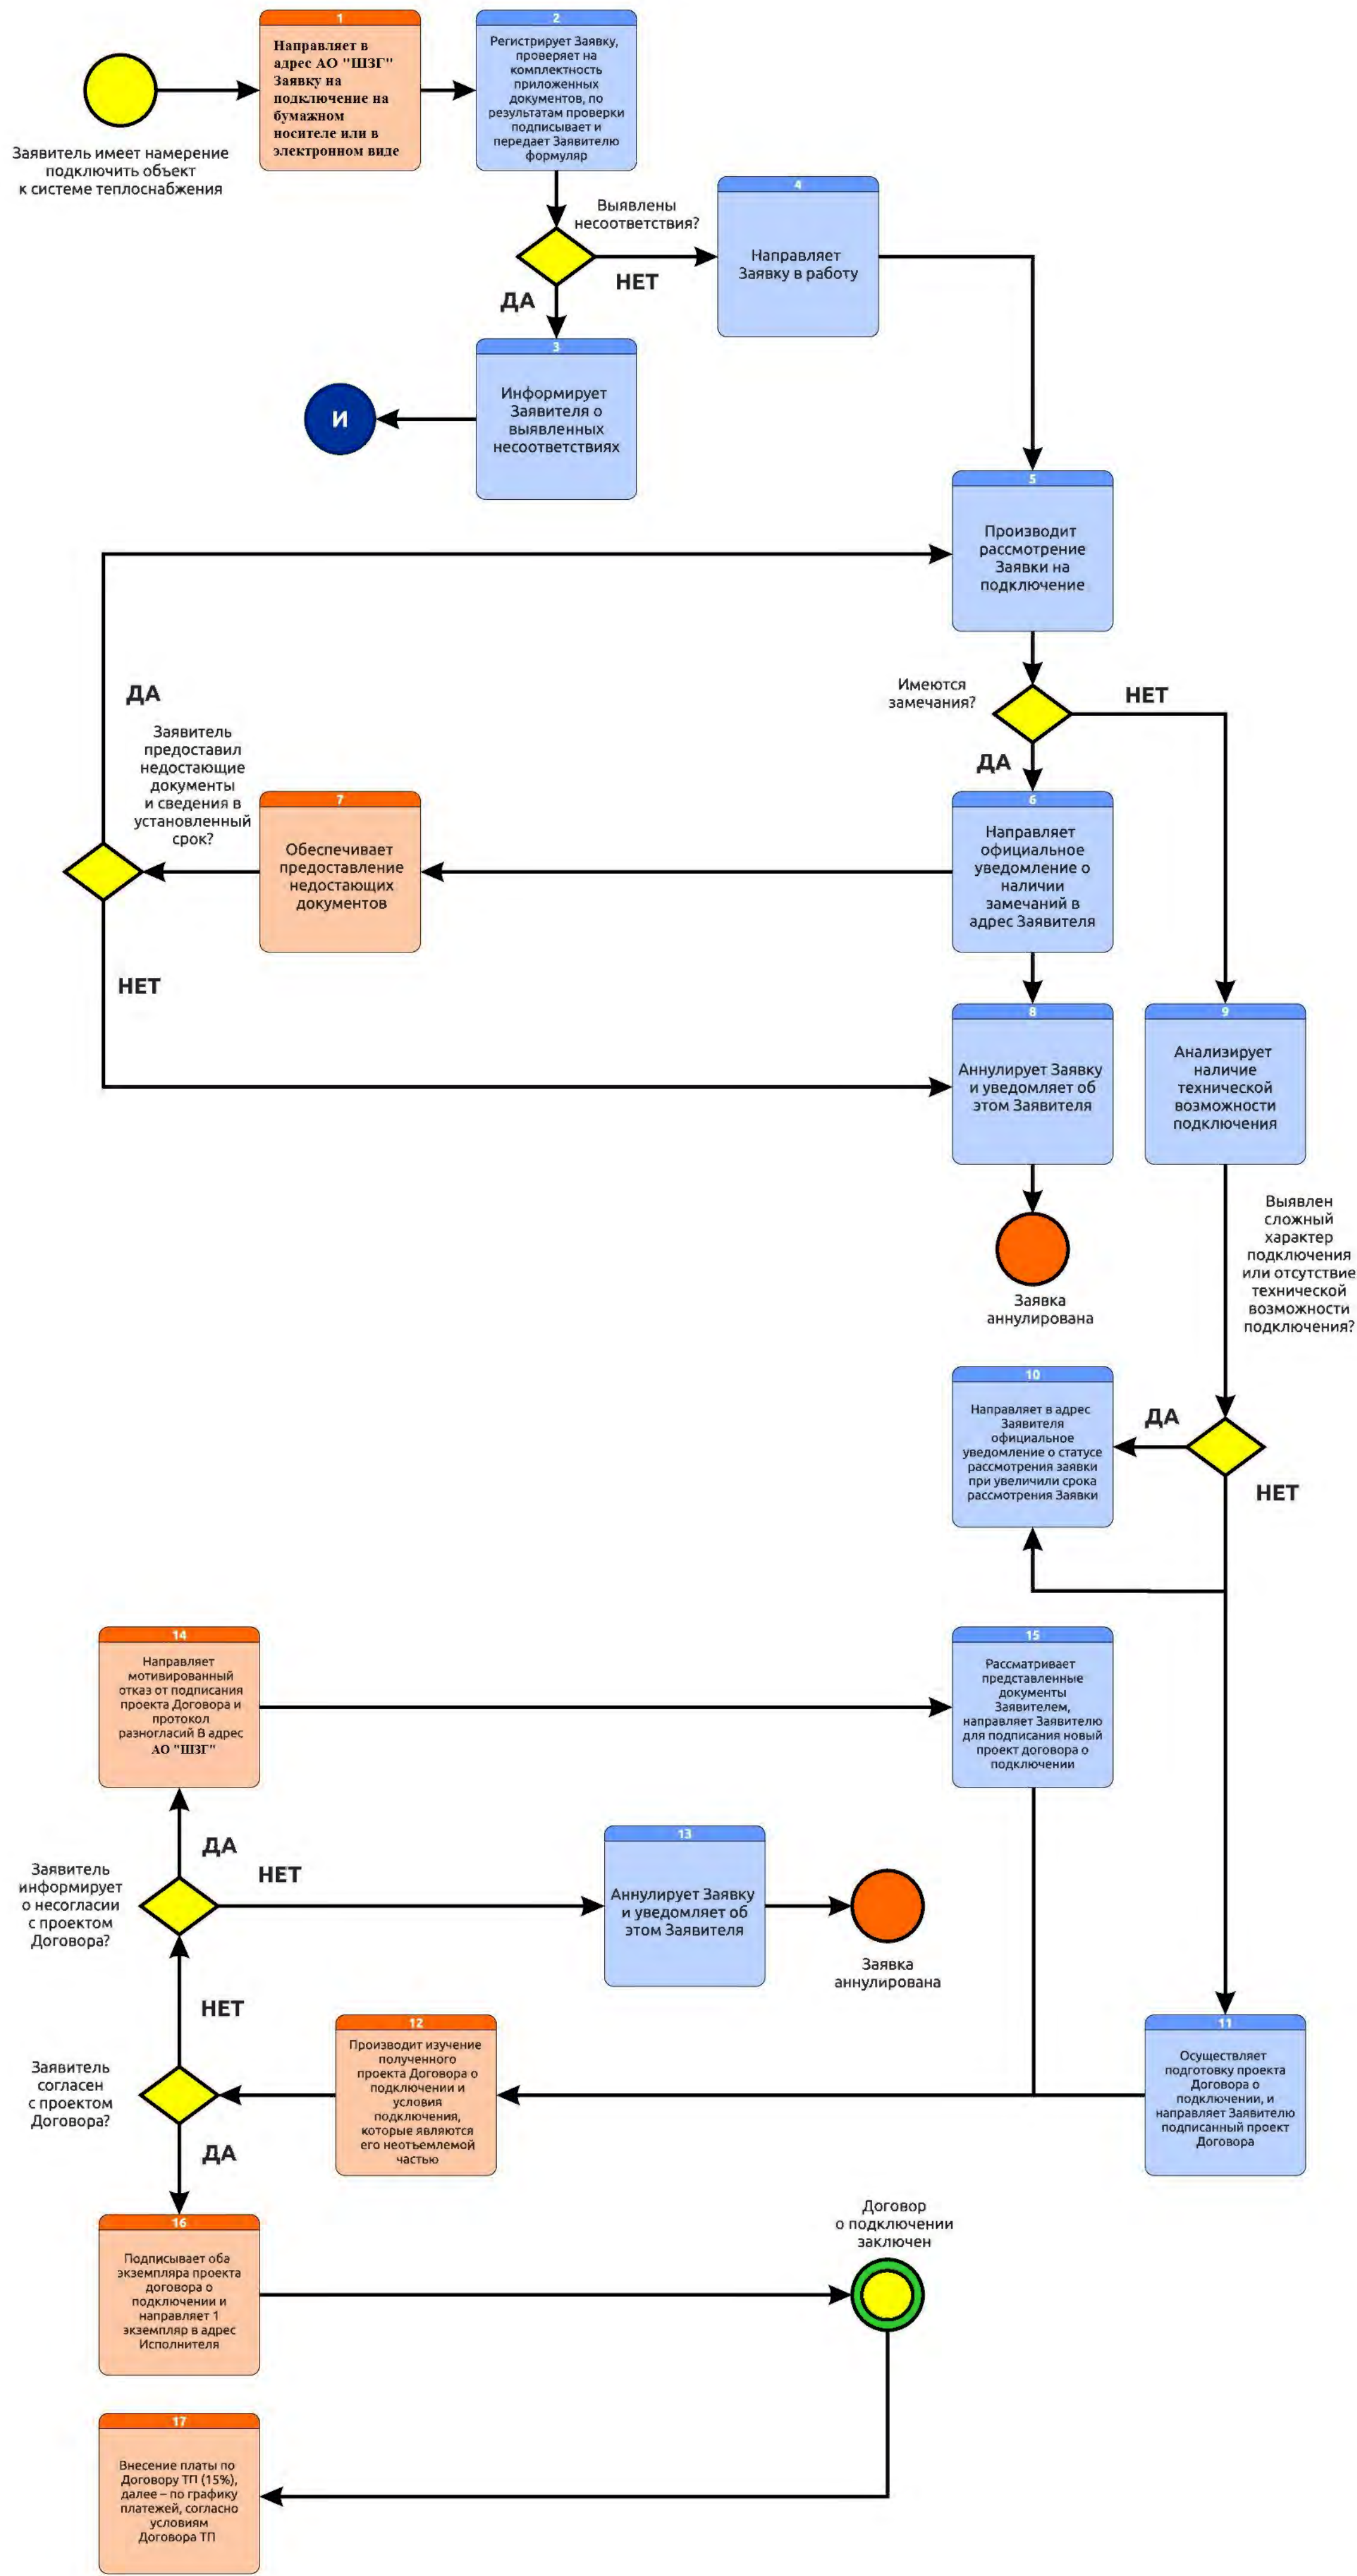 1
Направляет в
адрес АО "ШЗГ"
Заявку на
подключение на
бумажном
носителе или в
электронном виде
2
Регистрирует Заявку,
проверяет на
комплектность
приложенных
документов, по
результатам проверки
подписывает и
передает Заявителю
формуляр
Заявитель имеет намерение
подключить объект
к системе теплоснабжения
Выявлены
несоответствия?
НЕТ
ДА
4
Направляет
Заявку в работу
3
Информирует
Заявителя о
выявленных
несоответствиях
И
5
Производит
рассмотрение
Заявки на
подключение
Имеются
замечания?
НЕТ
ДА
ДА
Заявитель
предоставил
недостающие
документы
и сведения в
установленный
срок?
НЕТ
7
Обеспечивает
предоставление
недостающих
документов
6
Направляет
официальное
уведомление о
наличии
замечаний в
адрес Заявителя
8
Аннулирует Заявку
и уведомляет об
этом Заявителя
9
Анализирует
наличие
технической
возможности
подключения
Заявка
аннулирована
Выявлен
сложный
характер
подключения
или отсутствие
технической
возможности
подключения?
10
Направляет в адрес
Заявителя
официальное
уведомление о статусе
рассмотрения заявки
при увеличили срока
рассмотрения Заявки
ДА
НЕТ
14
Направляет
мотивированный
отказ от подписания
проекта Договора и
протокол
разногласий В адрес
АО "ШЗГ"
15
Рассматривает
представленные
документы
Заявителем,
направляет Заявителю
для подписания новый
проект договора о
подключении
ДА
НЕТ
Заявитель
информирует
о несогласии
с проектом
Договора?
13
Аннулирует Заявку
и уведомляет об
этом Заявителя
Заявка
аннулирована
НЕТ
Заявитель
согласен
с проектом
Договора?
ДА
12
Производит изучение
полученного
проекта Договора о
подключении и
условия
подключения,
которые являются
его неотъемлемой
частью
11
Осуществляет
подготовку проекта
Договора о
подключении, и
направляет Заявителю
подписанный проект
Договора
16
Подписывает оба
экземпляра проекта
договора о
подключении и
направляет 1
экземпляр в адрес
Исполнителя
Договор
о подключении
заключен
17
Внесение платы по
Договору ТП (15%),
далее – по графику
платежей, согласно
условиям
Договора ТП